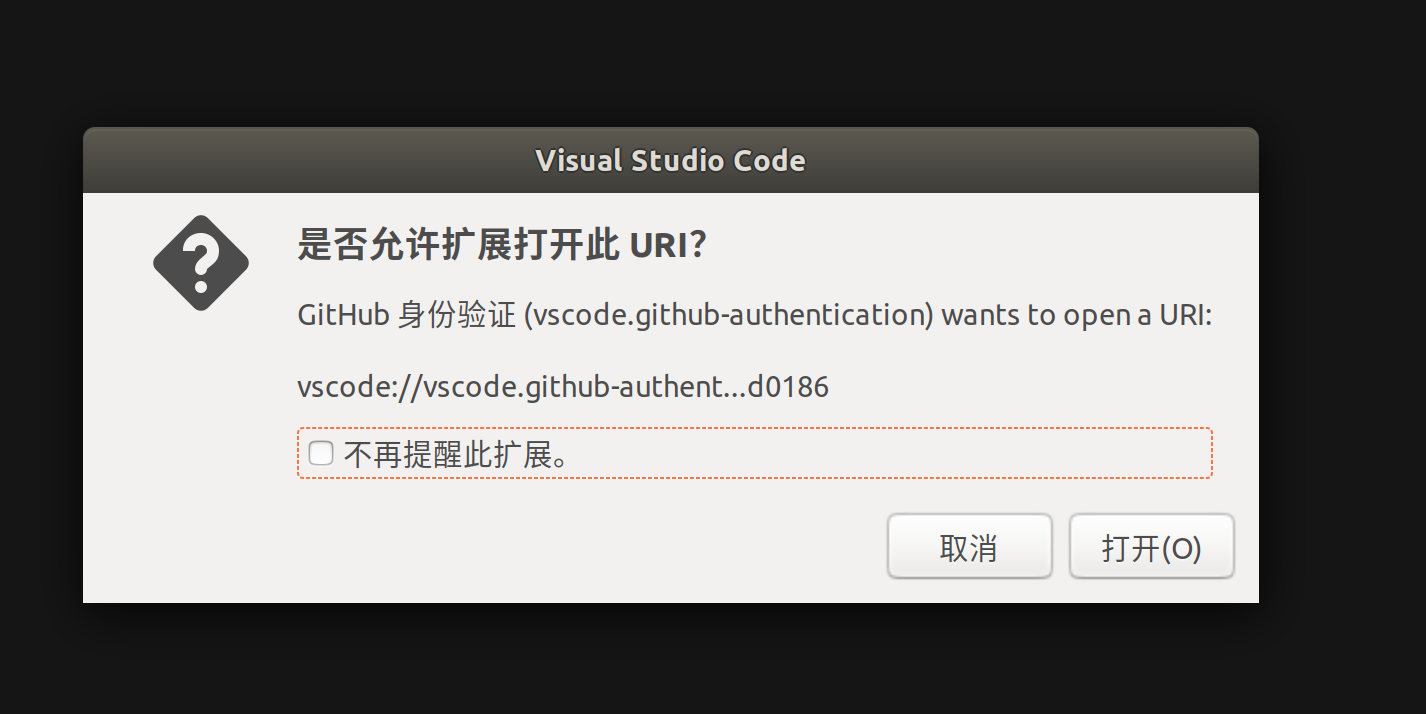 Visual Studio Code
是否允许扩展打开此 URI？
GitHub 身份验证 (vscode.github-authentication) wants to open a URI:
vscode://vscode.github-authent...d0186
不再提醒此扩展。
取消
打开(O)